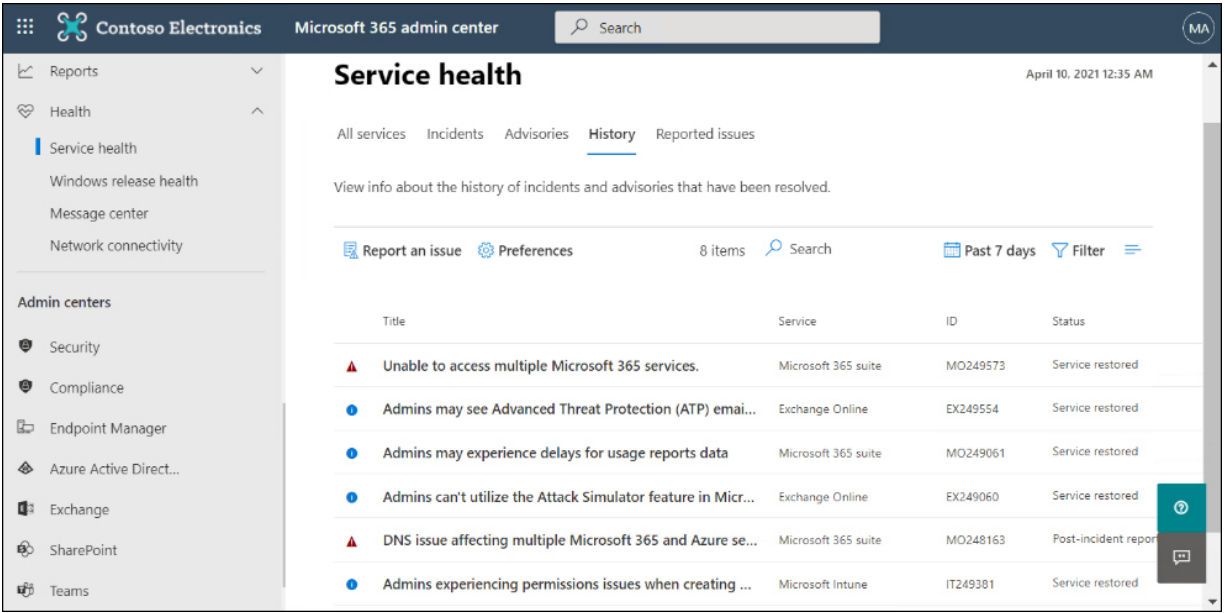 Contoso Electronics
Microsoft 365 admin center
Search
MA
Reports
Health
Service health
Windows release health
Message center
Network connectivity
Admin centers
Security
Compliance
Endpoint Manager
Azure Active Direct...
Exchange
SharePoint
Teams
Service health
April 10, 2021 12:35 AM
All services Incidents Advisories History Reported issues
View info about the history of incidents and advisories that have been resolved.
Report an issue Preferences 8 items Search Past 7 days Filter
Title Service ID Status
Unable to access multiple Microsoft 365 services. Microsoft 365 suite MO249573 Service restored
Admins may see Advanced Threat Protection (ATP) emai... Exchange Online EX249554 Service restored
Admins may experience delays for usage reports data Microsoft 365 suite MO249061 Service restored
Admins can't utilize the Attack Simulator feature in Micr... Exchange Online EX249060 Service restored
DNS issue affecting multiple Microsoft 365 and Azure se... Microsoft 365 suite MO248163 Post-incident report
Admins experiencing permissions issues when creating ... Microsoft Intune IT249381 Service restored